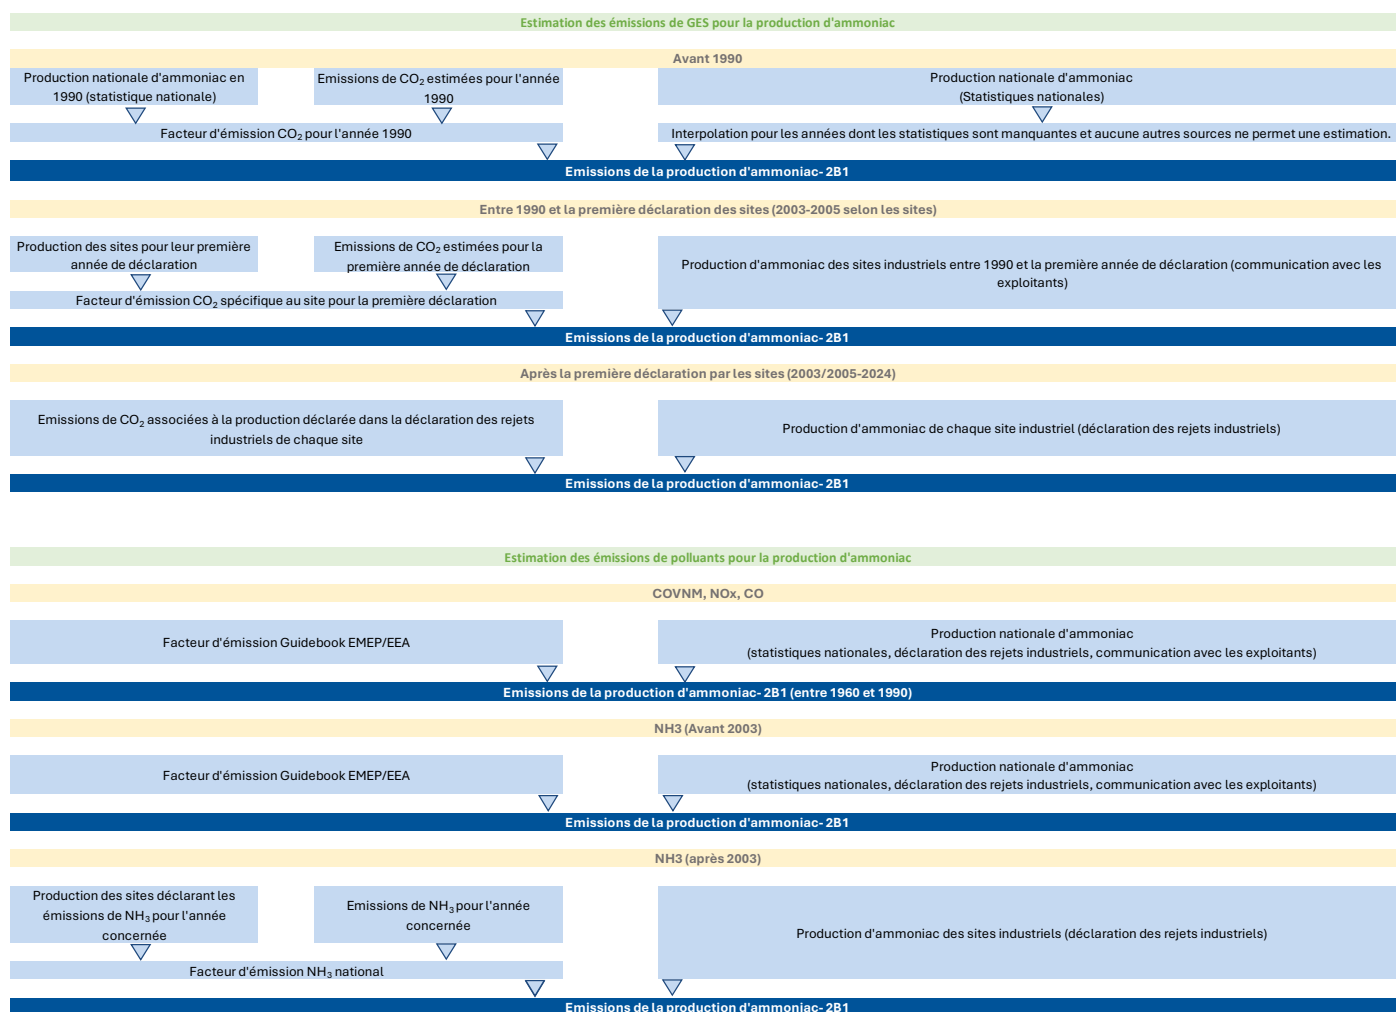 Estimation des émissions de GES pour la production d'ammoniac
Avant 1990
Production nationale d'ammoniac en
1990 (statistique nationale)
Emissions de CO₂ estimées pour l'année
1990
Production nationale d'ammoniac
(Statistiques nationales)
Facteur d'émission CO₂ pour l'année 1990
Interpolation pour les années dont les statistiques sont manquantes et aucune autres sources ne permet une estimation.
Emissions de la production d'ammoniac- 2B1
Entre 1990 et la première déclaration des sites (2003-2005 selon les sites)
Production des sites pour leur première
année de déclaration
Emissions de CO₂ estimées pour la
première année de déclaration
Production d'ammoniac des sites industriels entre 1990 et la première année de déclaration (communication avec les
exploitants)
Facteur d'émission CO₂ spécifique au site pour la première déclaration
Emissions de la production d'ammoniac- 2B1
Après la première déclaration par les sites (2003/2005-2024)
Emissions de CO₂ associées à la production déclarée dans la déclaration des rejets
industriels de chaque site
Production d'ammoniac de chaque site industriel (déclaration des rejets industriels)
Emissions de la production d'ammoniac- 2B1
Estimation des émissions de polluants pour la production d'ammoniac
COVNM, NOx, CO
Facteur d'émission Guidebook EMEP/EEA
Production nationale d'ammoniac
(statistiques nationales, déclaration des rejets industriels, communication avec les exploitants)
Emissions de la production d'ammoniac- 2B1 (entre 1960 et 1990)
NH3 (Avant 2003)
Facteur d'émission Guidebook EMEP/EEA
Production nationale d'ammoniac
(statistiques nationales, déclaration des rejets industriels, communication avec les exploitants)
Emissions de la production d'ammoniac- 2B1
NH3 (après 2003)
Production des sites déclarant les
émissions de NH₃ pour l'année
concernée
Emissions de NH₃ pour l'année
concernée
Production d'ammoniac des sites industriels (déclaration des rejets industriels)
Facteur d'émission NH₃ national
Emissions de la production d'ammoniac- 2B1